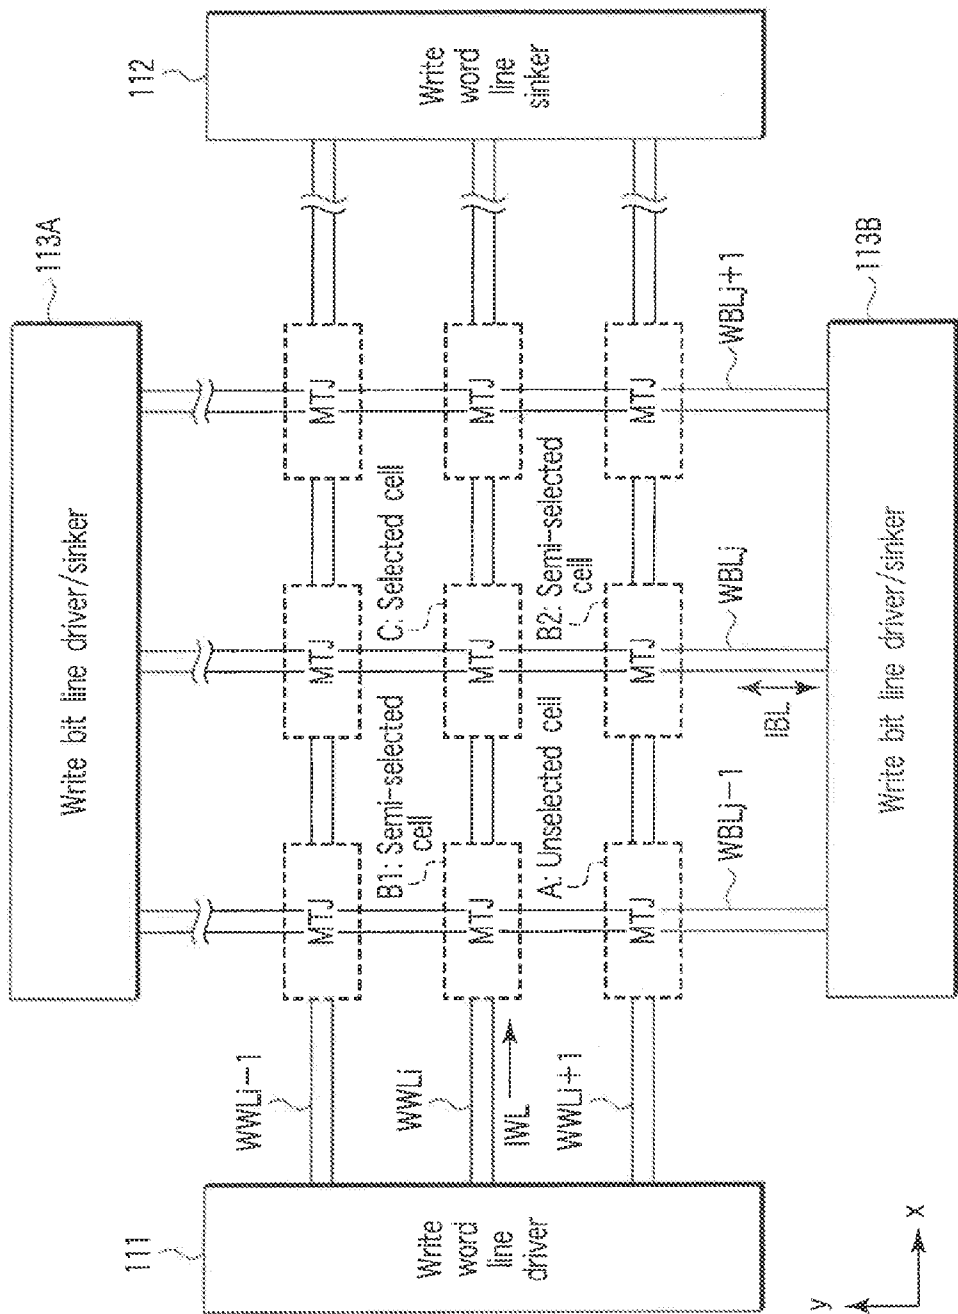 113A
Write bit line driver/sinker
111
112
WWLi-1
MTJ MTJ MTJ
B1: Semi-selected
cell
C: Selected cell
WWLi
Write
word
line
driver
MTJ MTJ MTJ
Write
word
line
sinker
IWL
A: Unselected cell
B2: Semi-selected
cell
WWLi+1
MTJ MTJ MTJ
WBLj-1
WBLj
WBLj+1
IBL
113B
Write bit line driver/sinker
y
x